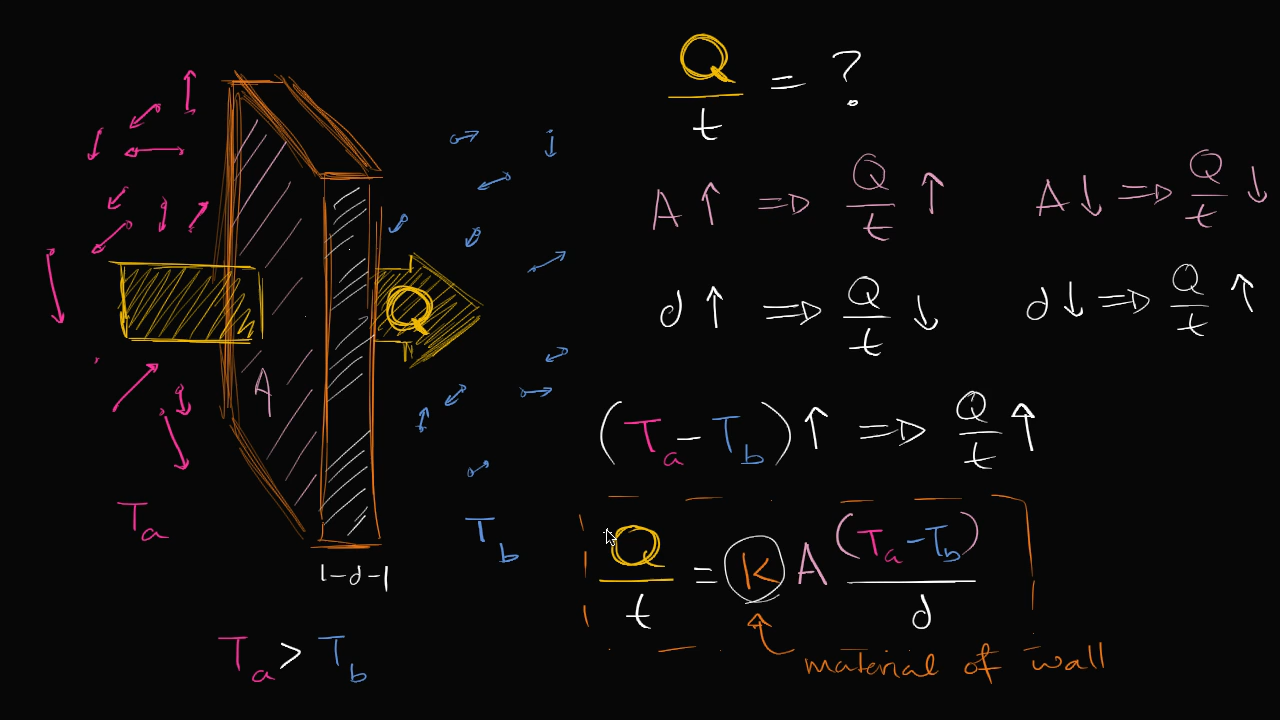 Q/t = ?
A ↑ ⇒ Q/t ↑
A ↓ ⇒ Q/t ↓
d ↑ ⇒ Q/t ↓
d ↓ ⇒ Q/t ↑
(Ta - Tb) ↑ ⇒ Q/t ↑
Q/t = K A (Ta - Tb)/d
material of wall
Q
A
Ta
Tb
|-d-|
Ta > Tb